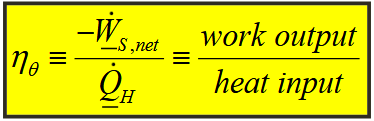 η_θ ≡ −Ẇ_S,net / Q̇_H ≡ work output / heat input